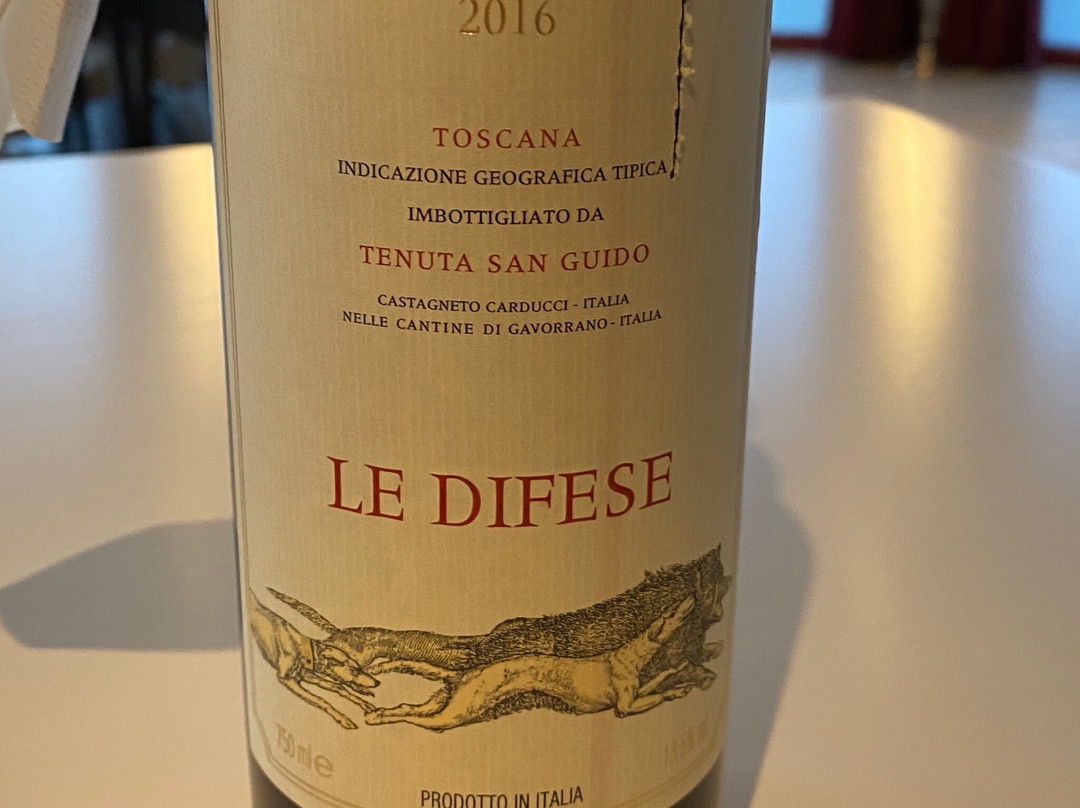 2016
TOSCANA
INDICAZIONE GEOGRAFICA TIPICA
IMBOTTIGLIATO DA
TENUTA SAN GUIDO
CASTAGNETO CARDUCCI - ITALIA
NELLE CANTINE DI GAVORRANO - ITALIA
LE DIFESE
750 ml e
PRODOTTO IN ITALIA